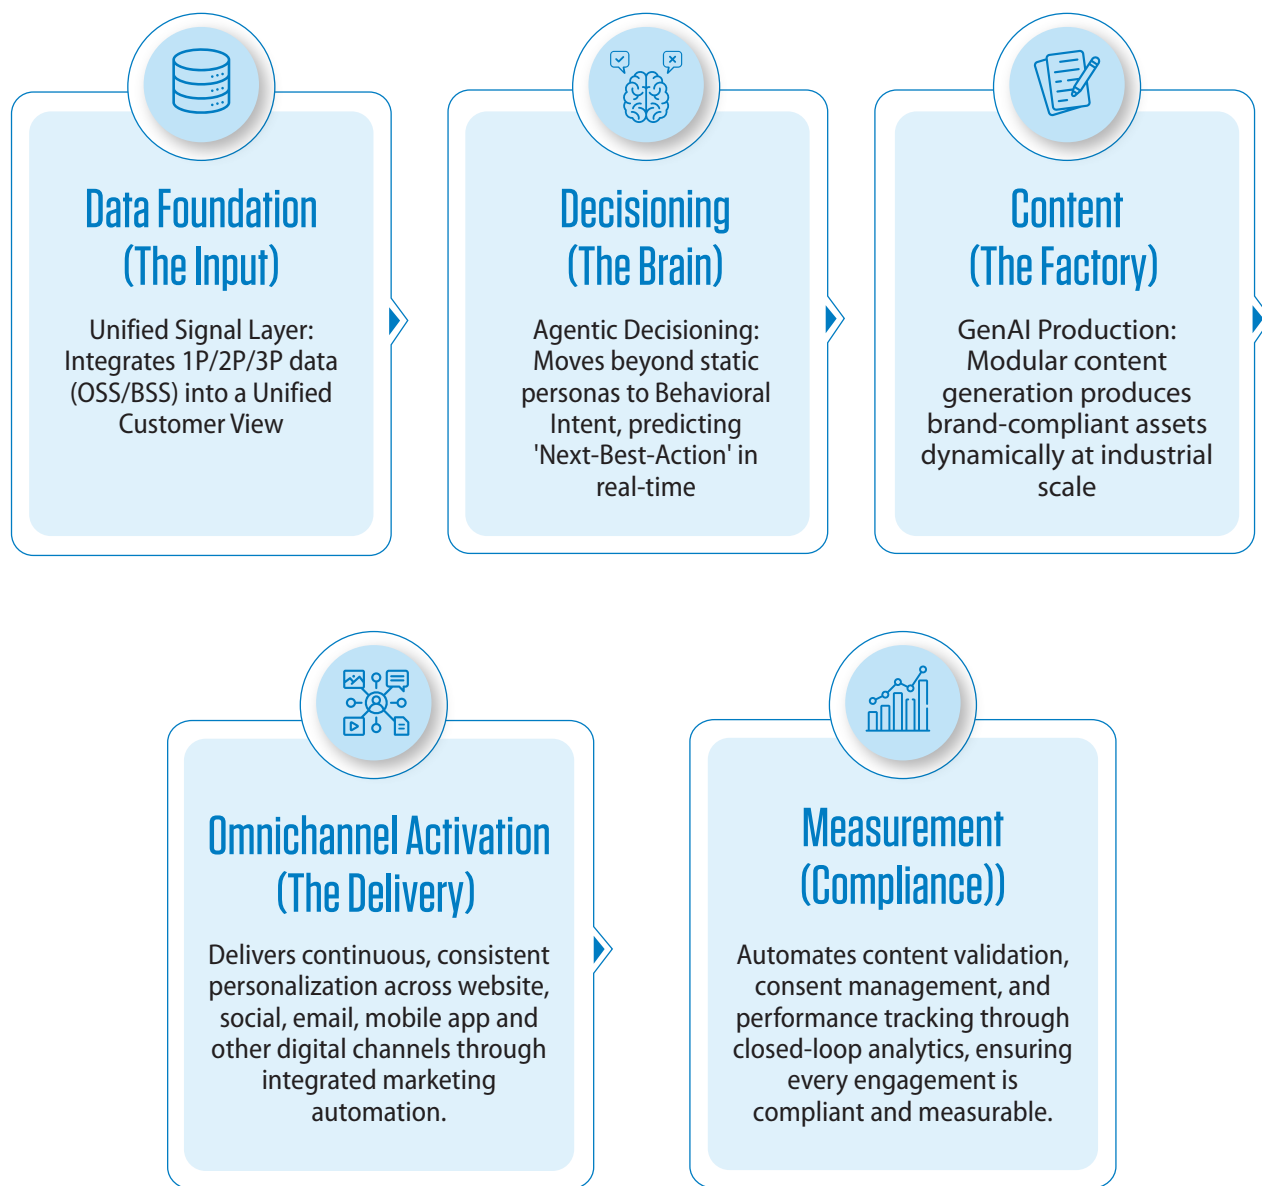 Data Foundation
(The Input)
Unified Signal Layer:
Integrates 1P/2P/3P data
(OSS/BSS) into a Unified
Customer View
Decisioning
(The Brain)
Agentic Decisioning:
Moves beyond static
personas to Behavioral
Intent, predicting
'Next-Best-Action' in
real-time
Content
(The Factory)
GenAI Production:
Modular content
generation produces
brand-compliant assets
dynamically at industrial
scale
Omnichannel Activation
(The Delivery)
Delivers continuous, consistent
personalization across website,
social, email, mobile app and
other digital channels through
integrated marketing
automation.
Measurement
(Compliance))
Automates content validation,
consent management, and
performance tracking through
closed-loop analytics, ensuring
every engagement is
compliant and measurable.